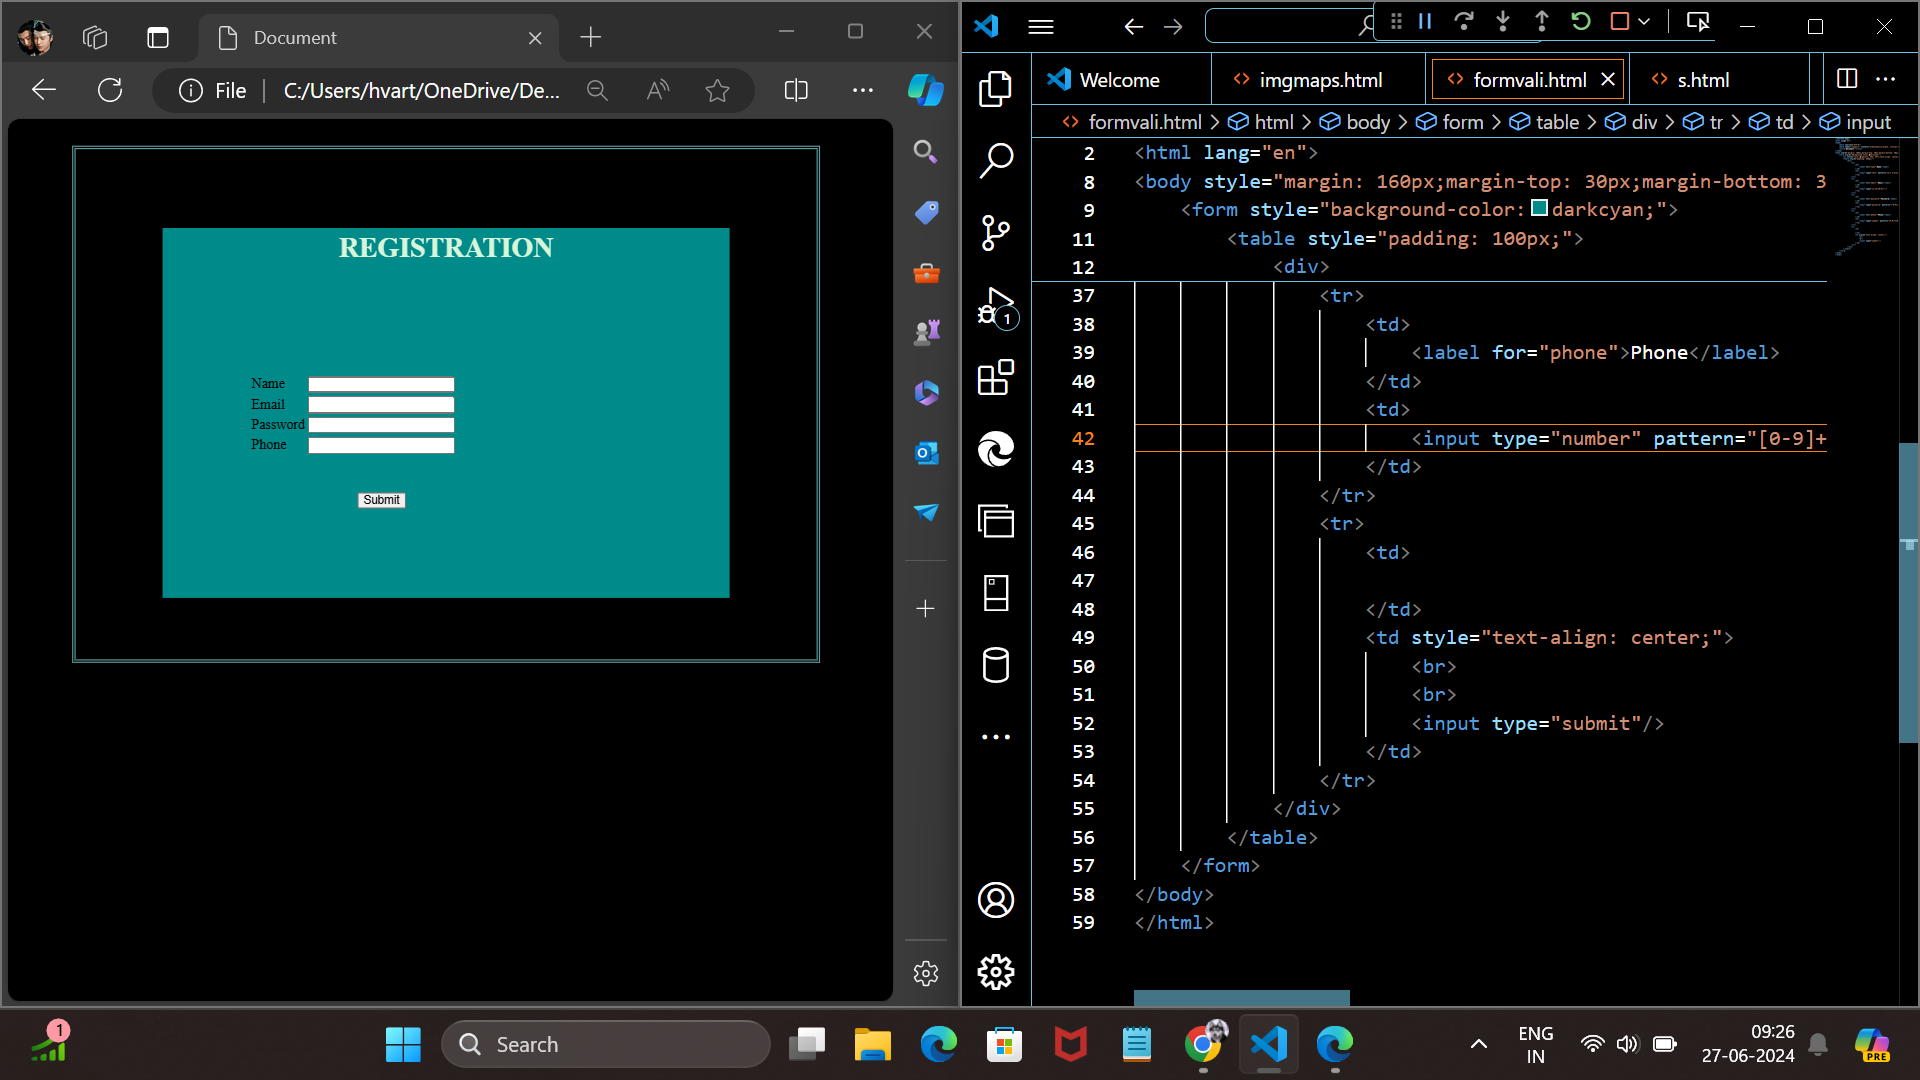 Document
File
C:/Users/hvart/OneDrive/De...
REGISTRATION
Name
Email
Password
Phone
Submit
Welcome
imgmaps.html
formvali.html
s.html
formvali.html > html > body > form > table > div > tr > td > input
2 <html lang="en">
8 <body style="margin: 160px;margin-top: 30px;margin-bottom: 3
9 <form style="background-color: darkcyan;">
11 <table style="padding: 100px;">
12 <div>
37 <tr>
38 <td>
39 <label for="phone">Phone</label>
40 </td>
41 <td>
42 <input type="number" pattern="[0-9]+
43 </td>
44 </tr>
45 <tr>
46 <td>
47
48 </td>
49 <td style="text-align: center;">
50 <br>
51 <br>
52 <input type="submit"/>
53 </td>
54 </tr>
55 </div>
56 </table>
57 </form>
58 </body>
59 </html>
1
1
Search
ENG
IN
09:26
27-06-2024
PRE